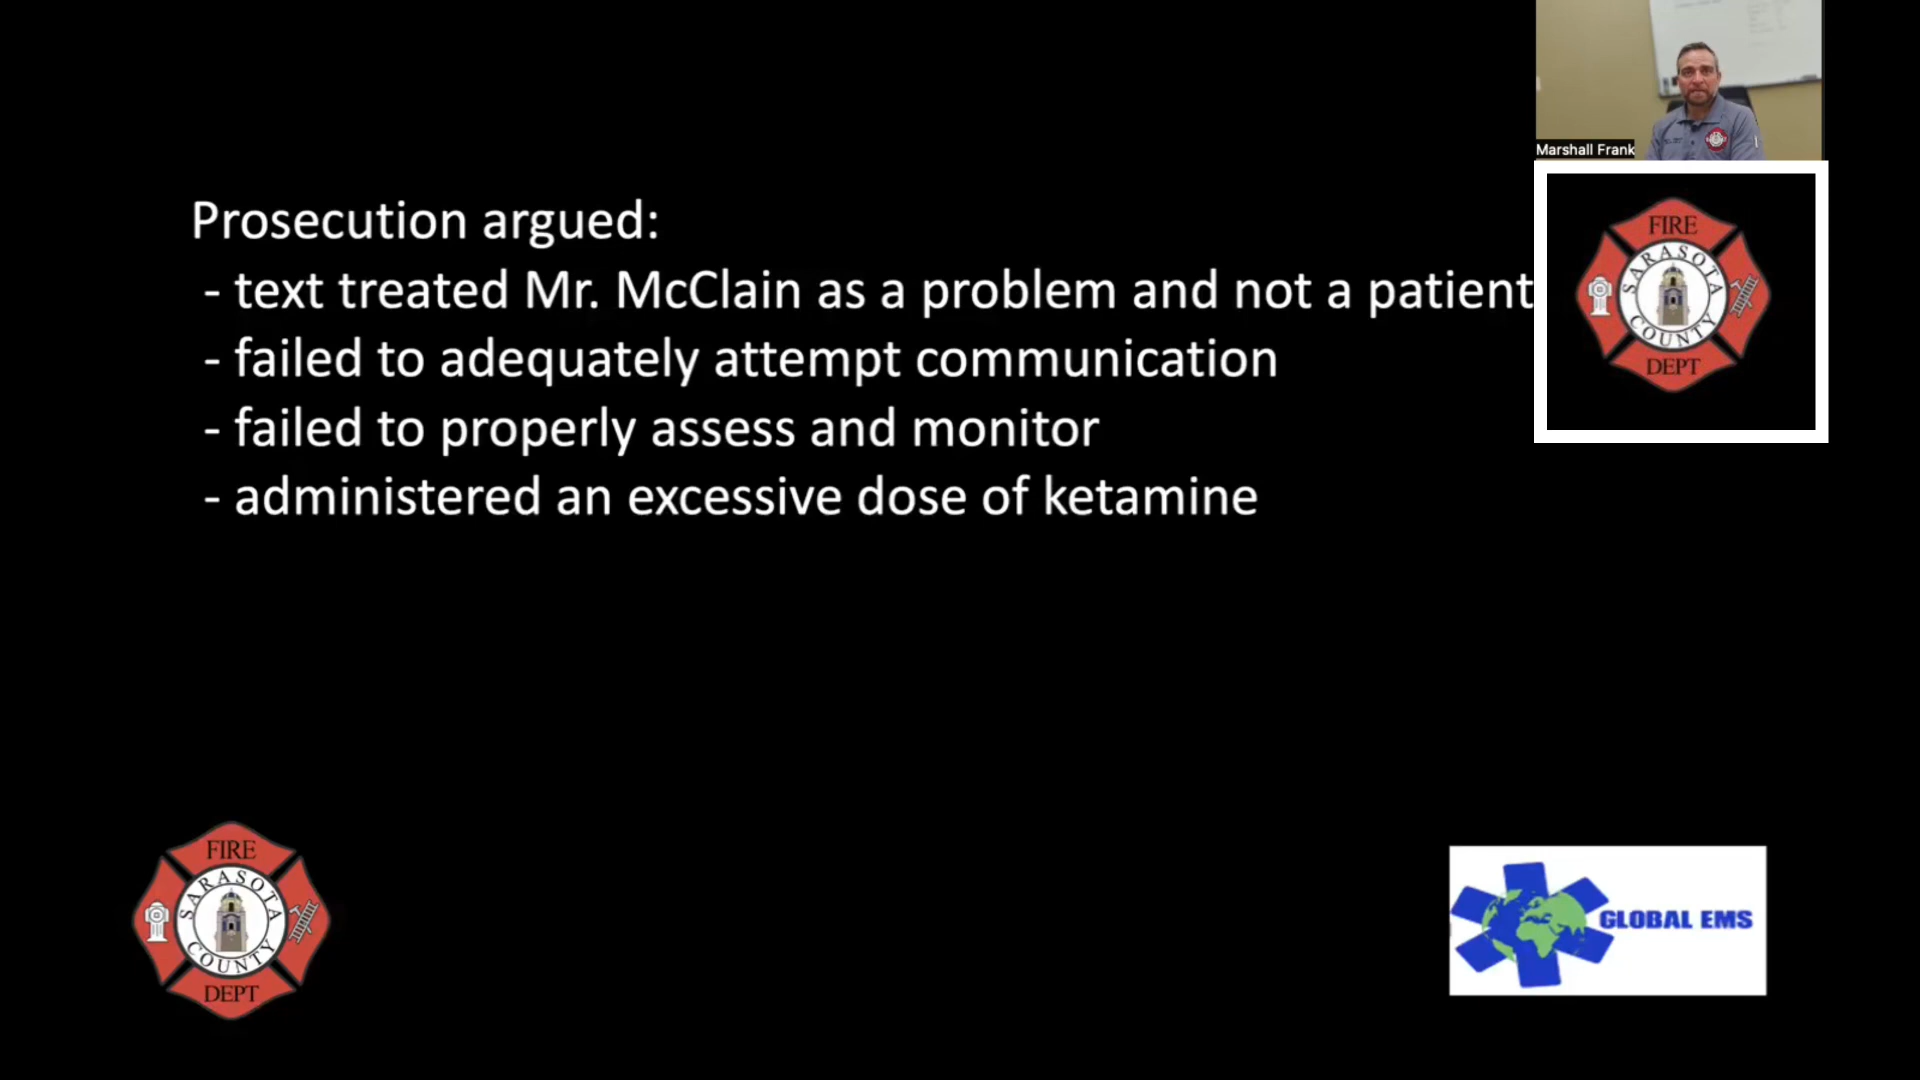 Marshall Frank
Prosecution argued:
- text treated Mr. McClain as a problem and not a patient
- failed to adequately attempt communication
- failed to properly assess and monitor
- administered an excessive dose of ketamine
FIRE
SARASOTA
COUNTY
DEPT
FIRE
SARASOTA
COUNTY
DEPT
GLOBAL EMS